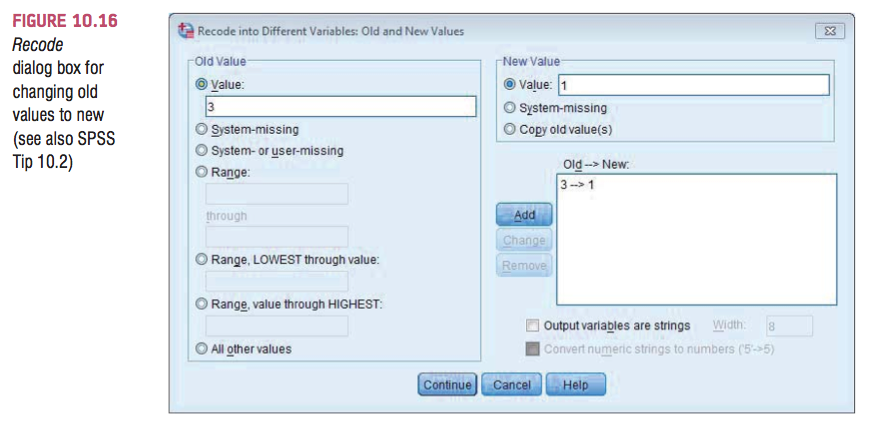 FIGURE 10.16
Recode
dialog box for
changing old
values to new
(see also SPSS
Tip 10.2)
Recode into Different Variables: Old and New Values
Old Value
Value:
3
System-missing
System- or user-missing
Range:
through
Range, LOWEST through value:
Range, value through HIGHEST:
All other values
New Value
Value: 1
System-missing
Copy old value(s)
Old --> New:
3 --> 1
Add
Change
Remove
Output variables are strings Width: 8
Convert numeric strings to numbers ('5'->5)
Continue Cancel Help